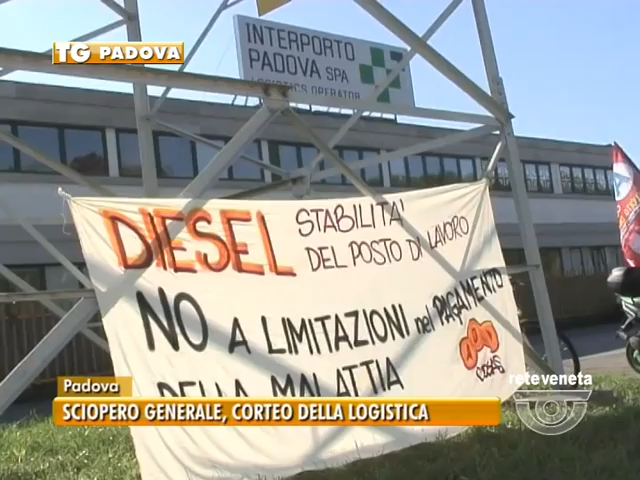 TG PADOVA
INTERPORTO
PADOVA SPA
LOGISTICS OPERATOR
DIESEL STABILITA'
DEL POSTO DI LAVORO
NO A LIMITAZIONI nel PAGAMENTO
DELLA MALATTIA
COBAS
Padova
SCIOPERO GENERALE, CORTEO DELLA LOGISTICA
reteveneta